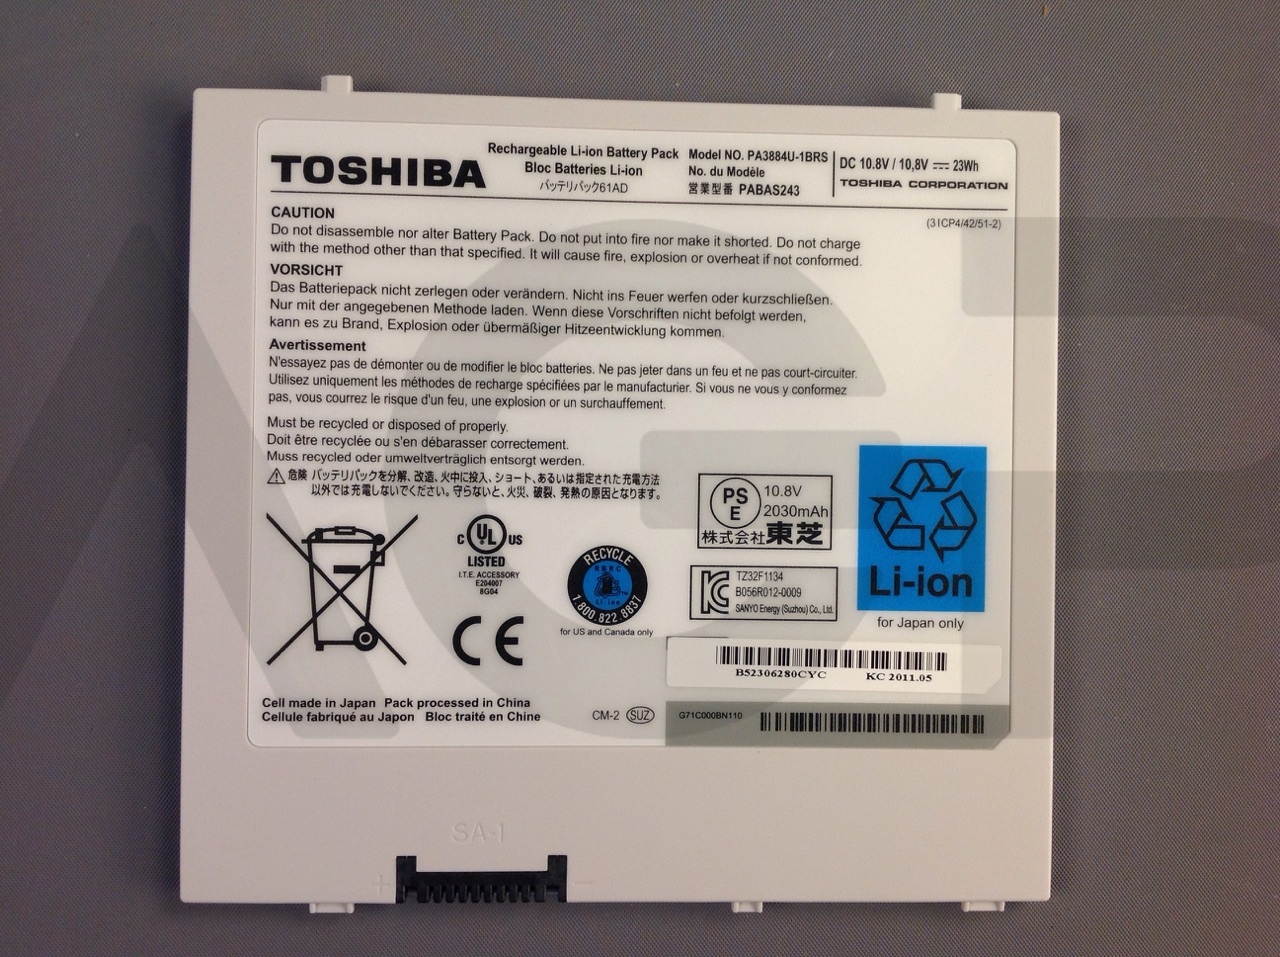 TOSHIBA
Rechargeable Li-ion Battery Pack
Bloc Batteries Li-ion
バッテリパック61AD
Model NO. PA3884U-1BRS
No. du Modèle
営業型番 PABAS243
DC 10.8V / 10,8V ⎓ 23Wh
TOSHIBA CORPORATION
(3ICP4/42/51-2)
CAUTION
Do not disassemble nor alter Battery Pack. Do not put into fire nor make it shorted. Do not charge
with the method other than that specified. It will cause fire, explosion or overheat if not conformed.
VORSICHT
Das Batteriepack nicht zerlegen oder verändern. Nicht ins Feuer werfen oder kurzschließen.
Nur mit der angegebenen Methode laden. Wenn diese Vorschriften nicht befolgt werden,
kann es zu Brand, Explosion oder übermäßiger Hitzeentwicklung kommen.
Avertissement
N'essayez pas de démonter ou de modifier le bloc batteries. Ne pas jeter dans un feu et ne pas court-circuiter.
Utilisez uniquement les méthodes de recharge spécifiées par le manufacturier. Si vous ne vous y conformez
pas, vous courrez le risque d'un feu, une explosion or un surchauffement.
Must be recycled or disposed of properly.
Doit être recyclée ou s'en débarasser correctement.
Muss recycled oder umweltverträglich entsorgt werden.
⚠危険 バッテリパックを分解、改造、火中に投入、ショート、あるいは指定された充電方法
以外では充電しないでください。守らないと、火災、破裂、発熱の原因となります。
C UL US
LISTED
I.T.E. ACCESSORY
E204007
8G04
CE
RECYCLE
RBRC
Li-ion
1.800.822.8837
for US and Canada only
PS
E
10.8V
2030mAh
株式会社東芝
KC
TZ32F1134
B056R012-0009
SANYO Energy (Suzhou) Co., Ltd.
Li-ion
for Japan only
B52306280CYC KC 2011.05
Cell made in Japan Pack processed in China
Cellule fabriqué au Japon Bloc traité en Chine
CM-2 SUZ
G71C000BN110
SA-1
+ −